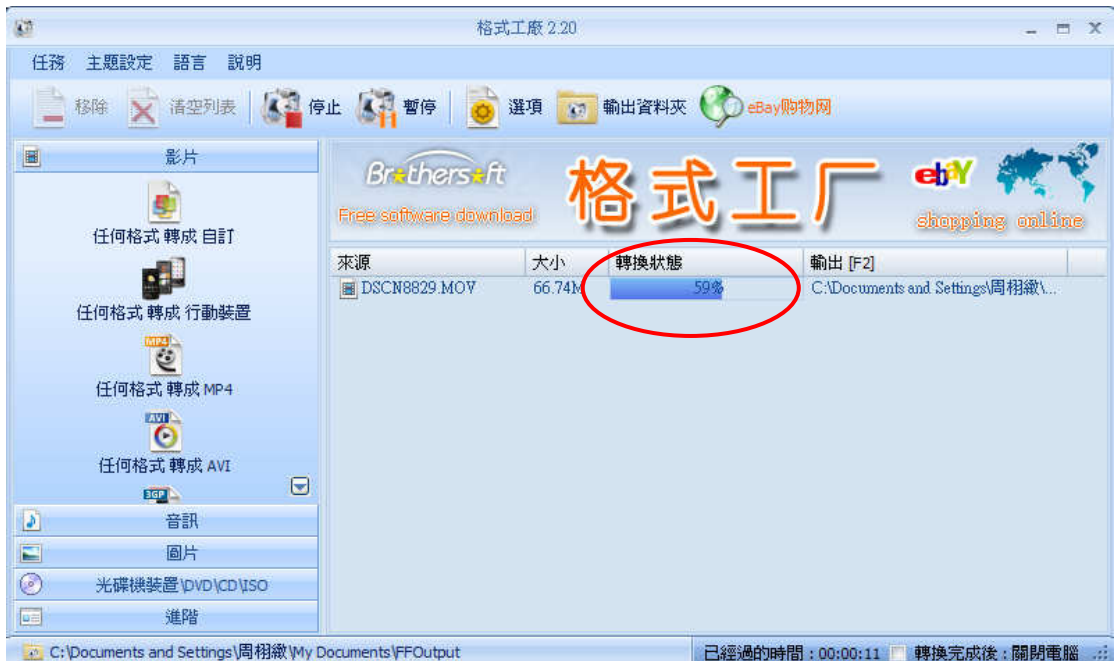 格式工廠 2.20
任務 主題設定 語言 說明
移除 清空列表 停止 暫停 選項 輸出資料夾 eBay购物网
影片
任何格式 轉成 自訂
任何格式 轉成 行動裝置
MP4
任何格式 轉成 MP4
AVI
任何格式 轉成 AVI
3GP
音訊
圖片
光碟機裝置\DVD\CD\ISO
進階
Brothersoft
Free software download
格式工厂
ebaY
shopping online
來源 大小 轉換狀態 輸出 [F2]
DSCN8829.MOV 66.74M 59% C:\Documents and Settings\周栩緻\...
C:\Documents and Settings\周栩緻\My Documents\FFOutput
已經過的時間 : 00:00:11 轉換完成後 : 關閉電腦